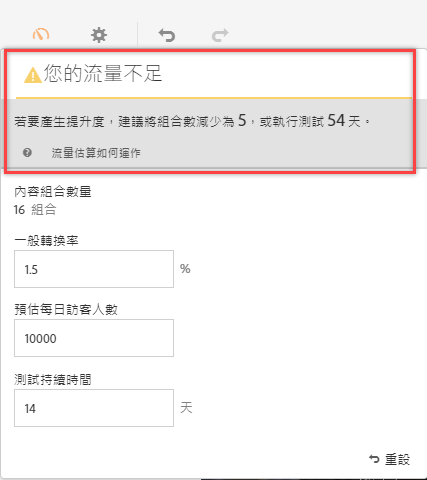 您的流量不足
若要產生提升度，建議將組合數減少為 5，或執行測試 54 天。
流量估算如何運作
內容組合數量
16 組合
一般轉換率
1.5 %
預估每日訪客人數
10000
測試持續時間
14 天
重設